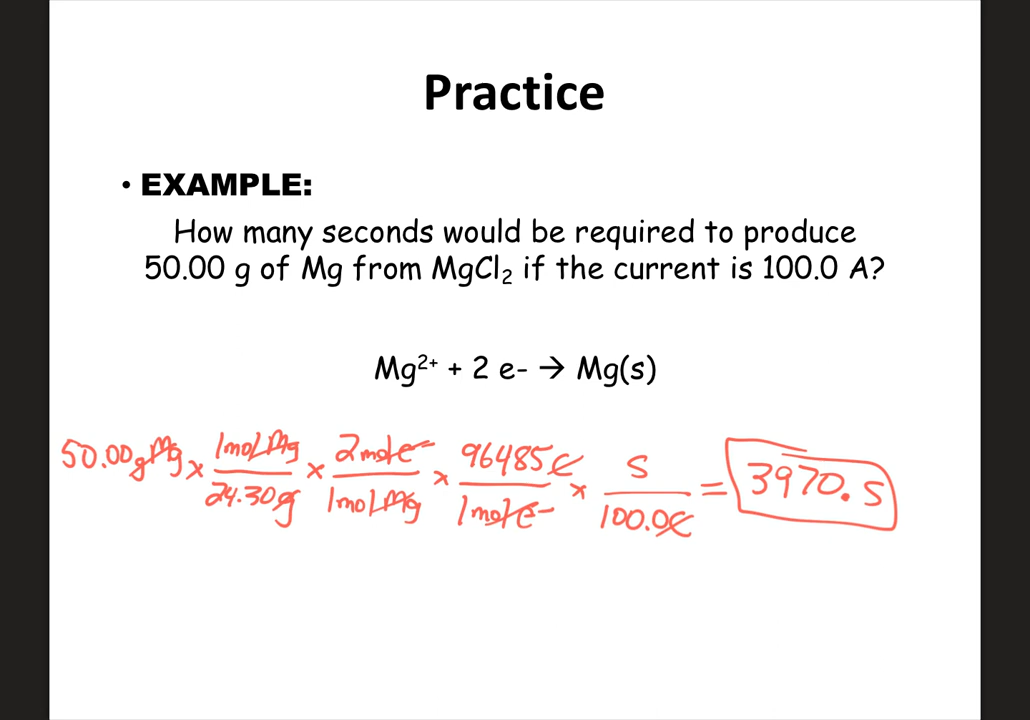 Practice
• EXAMPLE:
How many seconds would be required to produce
50.00 g of Mg from MgCl₂ if the current is 100.0 A?
Mg²⁺ + 2 e- → Mg(s)
50.00g Mg × 1 mol Mg / 24.30 g × 2 mol e- / 1 mol Mg × 96485 C / 1 mol e- × s / 100.0 C = 3970. s